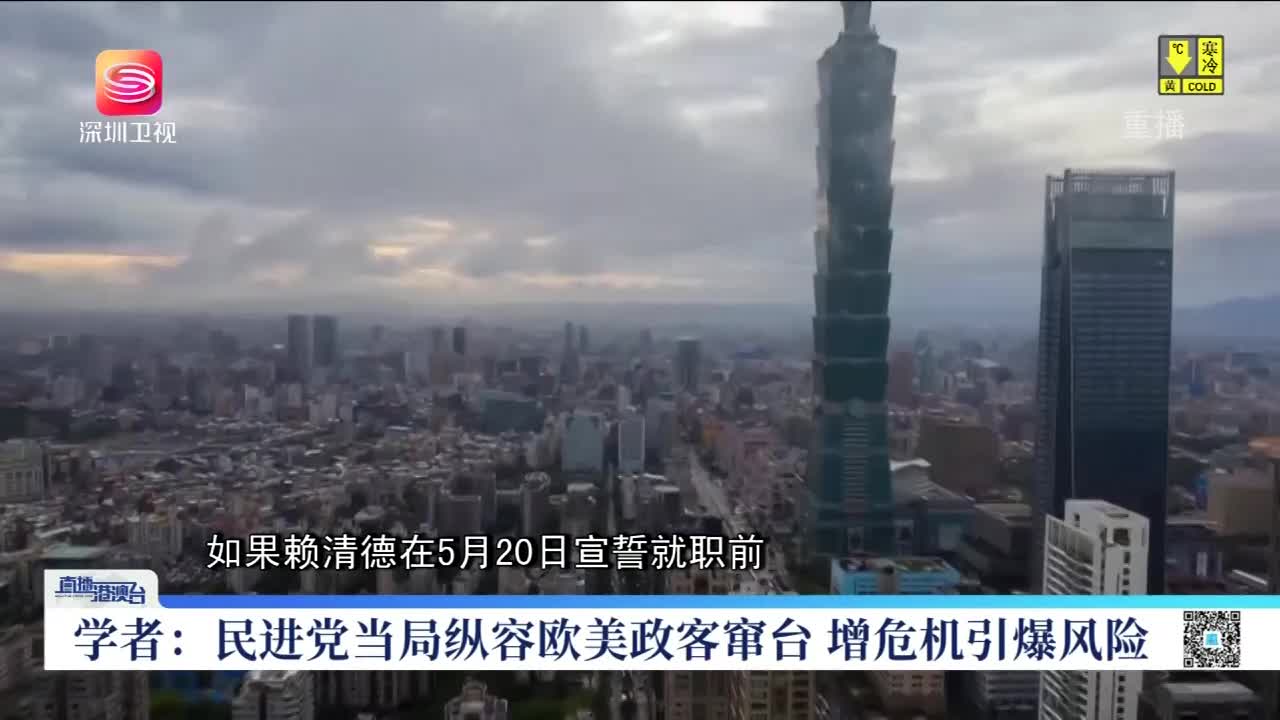 深圳卫视
℃
寒冷
黄
COLD
重播
如果赖清德在5月20日宣誓就职前
直播港澳台
学者：民进党当局纵容欧美政客窜台 增危机引爆风险